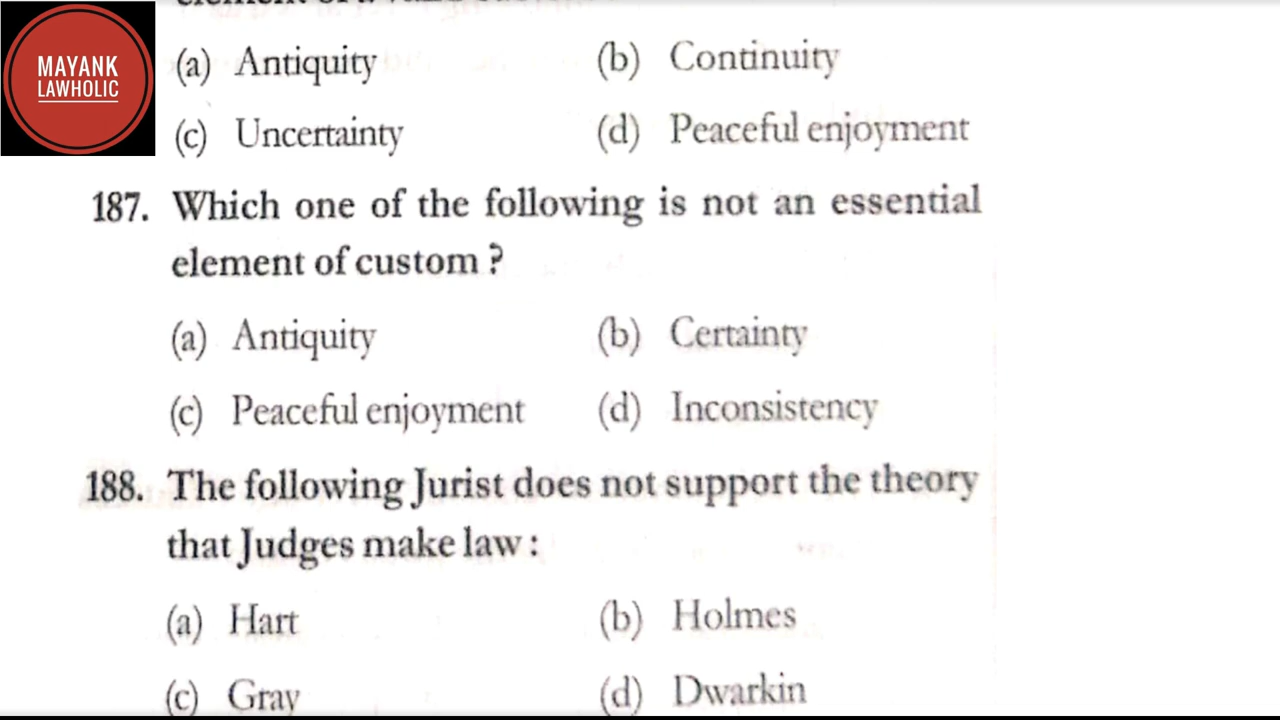 MAYANK
LAWHOLIC
(a) Antiquity (b) Continuity
(c) Uncertainty (d) Peaceful enjoyment
187. Which one of the following is not an essential
element of custom ?
(a) Antiquity (b) Certainty
(c) Peaceful enjoyment (d) Inconsistency
188. The following Jurist does not support the theory
that Judges make law :
(a) Hart (b) Holmes
(c) Gray (d) Dwarkin